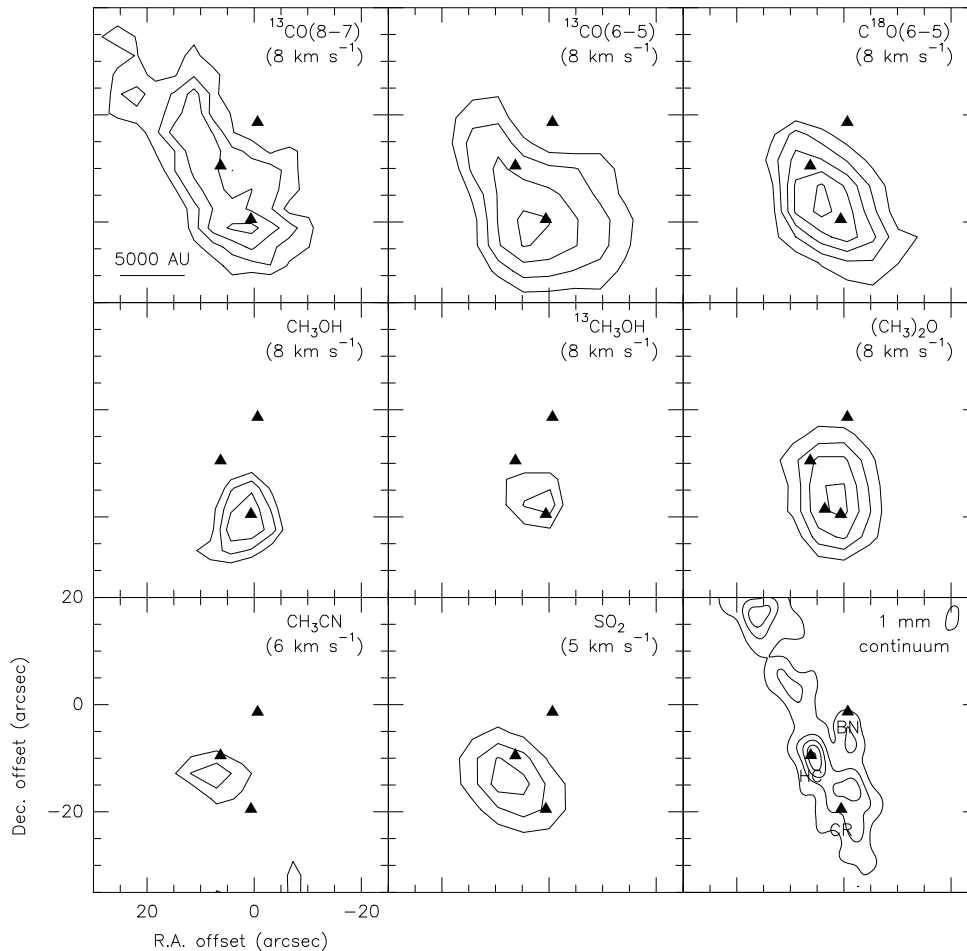 ¹³CO(8−7)
(8 km s⁻¹)
¹³CO(6−5)
(8 km s⁻¹)
C¹⁸O(6−5)
(8 km s⁻¹)
5000 AU
CH₃OH
(8 km s⁻¹)
¹³CH₃OH
(8 km s⁻¹)
(CH₃)₂O
(8 km s⁻¹)
CH₃CN
(6 km s⁻¹)
SO₂
(5 km s⁻¹)
1 mm
continuum
BN
HC
CR
20
0
−20
Dec. offset (arcsec)
20
0
−20
R.A. offset (arcsec)